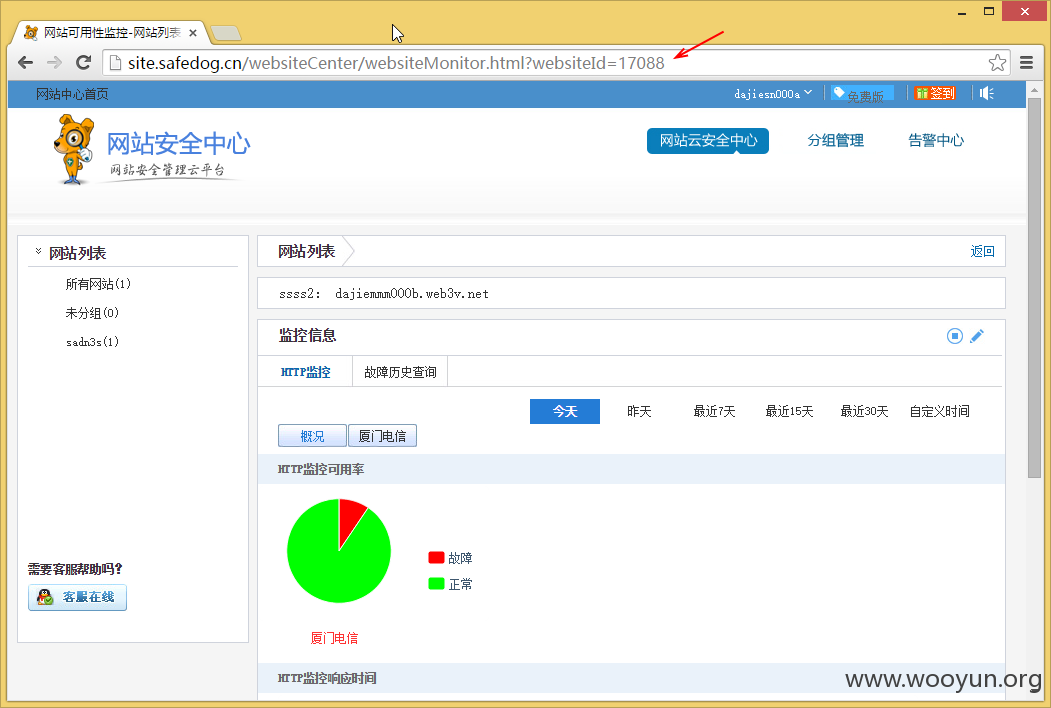 网站可用性监控-网站列表
site.safedog.cn/websiteCenter/websiteMonitor.html?websiteId=17088
网站中心首页
dajiesn000a
免费版
签到
网站安全中心
网站安全管理云平台
网站云安全中心
分组管理
告警中心
网站列表
所有网站(1)
未分组(0)
sadn3s(1)
需要客服帮助吗?
客服在线
网站列表
返回
ssss2: dajiemmm000b.web3v.net
监控信息
HTTP监控
故障历史查询
今天
昨天
最近7天
最近15天
最近30天
自定义时间
概况
厦门电信
HTTP监控可用率
故障
正常
厦门电信
HTTP监控响应时间
www.wooyun.org